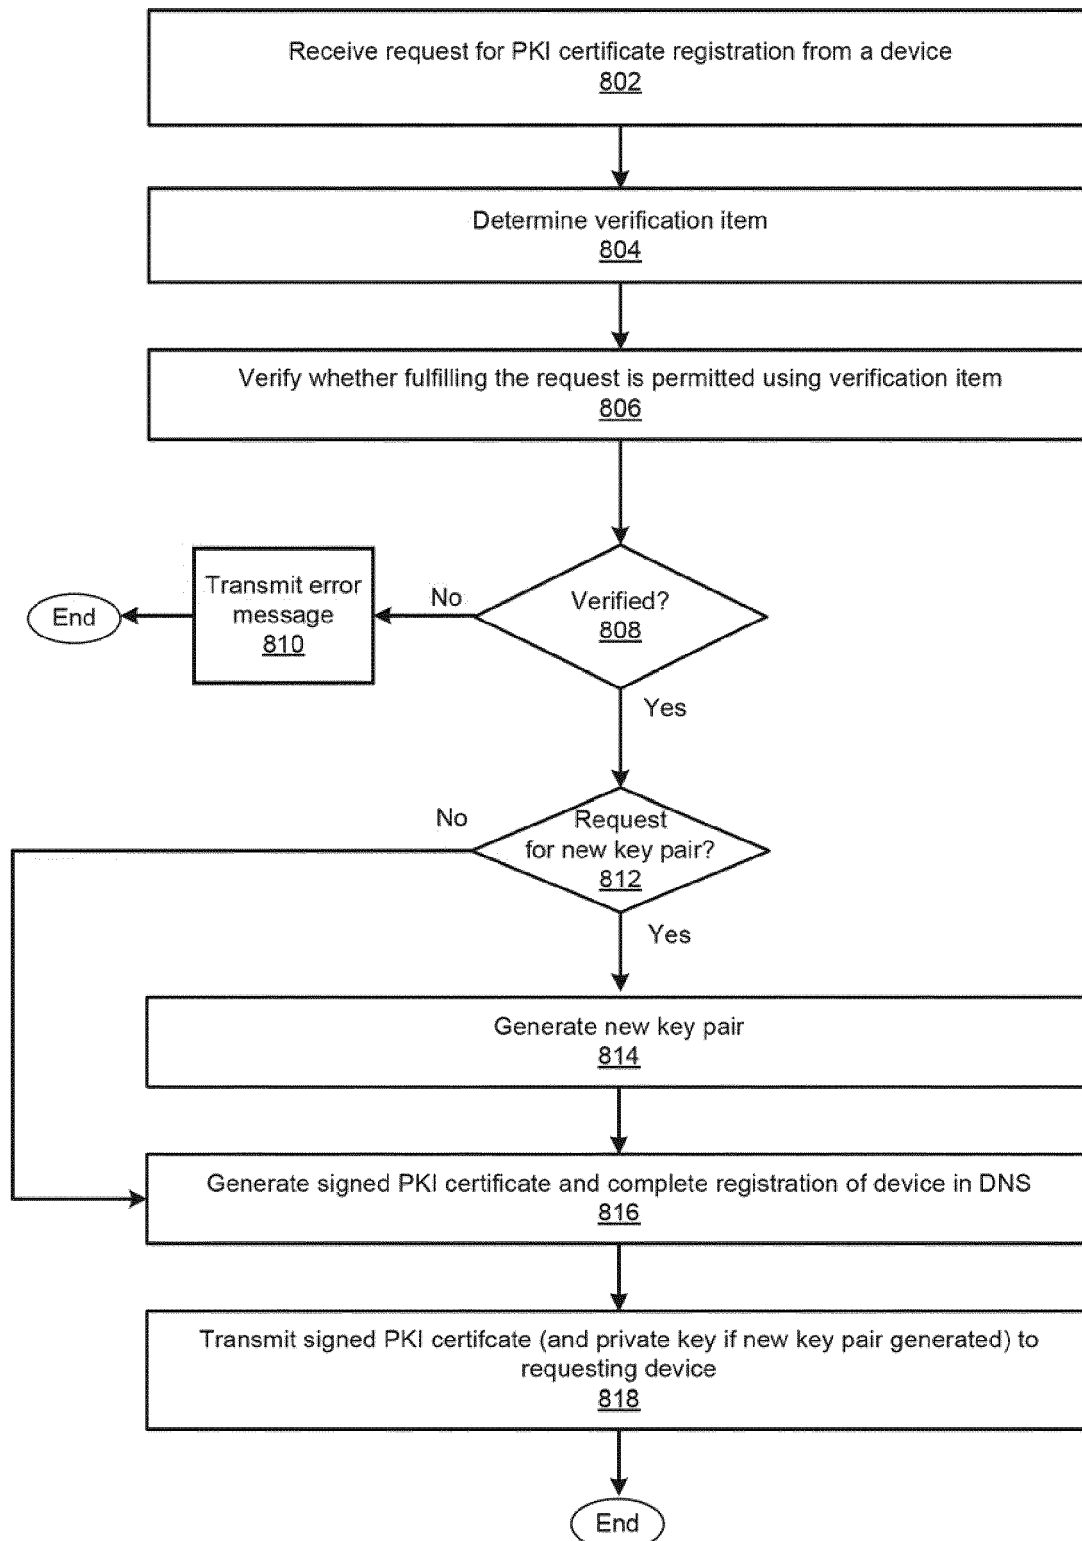 Receive request for PKI certificate registration from a device
802
Determine verification item
804
Verify whether fulfilling the request is permitted using verification item
806
Verified?
808
No
Transmit error
message
810
End
Yes
Request
for new key pair?
812
No
Yes
Generate new key pair
814
Generate signed PKI certificate and complete registration of device in DNS
816
Transmit signed PKI certifcate (and private key if new key pair generated) to
requesting device
818
End